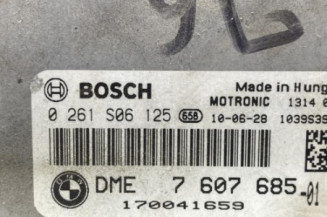 BOSCH
Made in Hung
MOTRONIC 1314
0 261 S06 125 658 10-06-28 1039S39
DME 7 607 685-01
170041659